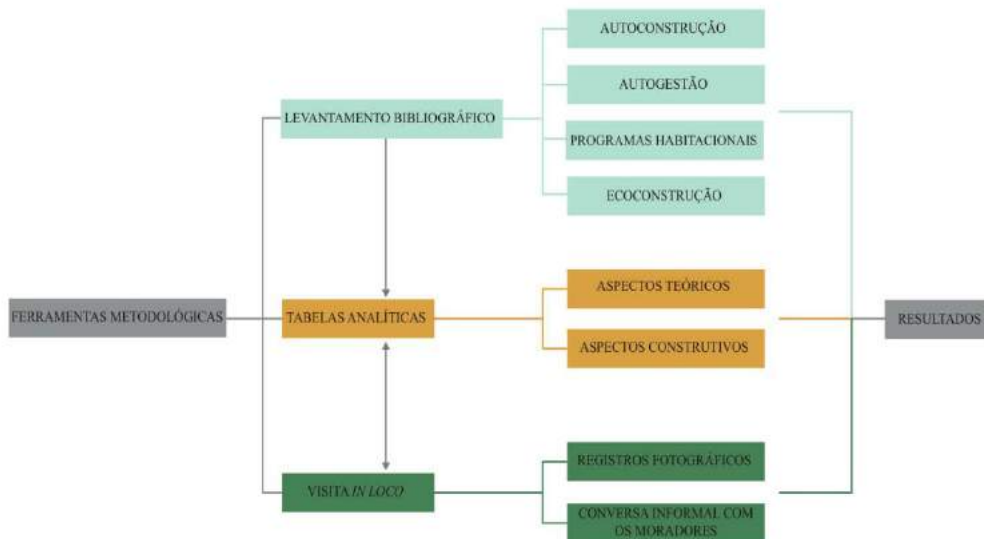 AUTOCONSTRUÇÃO
AUTOGESTÃO
LEVANTAMENTO BIBLIOGRÁFICO
PROGRAMAS HABITACIONAIS
ECOCONSTRUÇÃO
ASPECTOS TEÒRICOS
FERRAMENTAS METODOLÓGICAS
TABELAS ANALÍTICAS
RESULTADOS
ASPECTOS CONSTRUTIVOS
REGISTROS FOTOGRÁFICOS
VISITA IN LOCO
CONVERSA INFORMAL COM
OS MORADORES